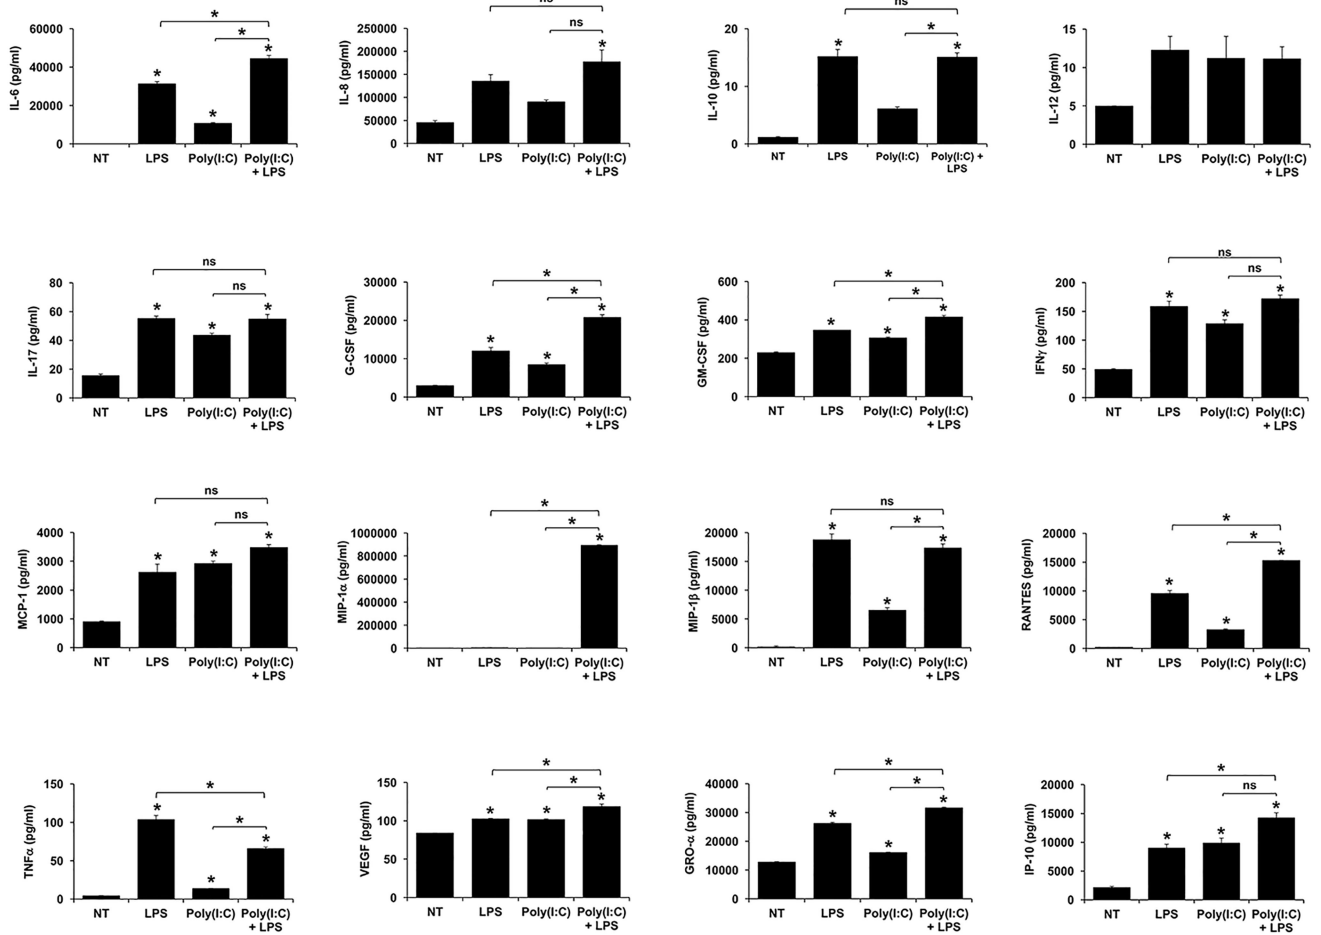 *
*
*
*
*
IL-6 (pg/ml)
60000
40000
20000
0
NT
LPS
Poly(I:C)
Poly(I:C)
+ LPS
ns
ns
*
IL-8 (pg/ml)
250000
200000
150000
100000
50000
0
NT
LPS
Poly(I:C)
Poly(I:C)
+ LPS
ns
*
*
*
IL-10 (pg/ml)
20
10
0
NT
LPS
Poly(I:C)
Poly(I:C) +
LPS
IL-12 (pg/ml)
15
10
5
0
NT
LPS
Poly(I:C)
Poly(I:C)
+ LPS
ns
ns
*
*
*
IL-17 (pg/ml)
80
60
40
20
0
NT
LPS
Poly(I:C)
Poly(I:C)
+ LPS
*
*
*
*
*
G-CSF (pg/ml)
30000
20000
10000
0
NT
LPS
Poly(I:C)
Poly(I:C)
+ LPS
*
*
*
*
*
GM-CSF (pg/ml)
600
400
200
0
NT
LPS
Poly(I:C)
Poly(I:C)
+ LPS
ns
ns
*
*
*
IFNγ (pg/ml)
200
150
100
50
0
NT
LPS
Poly(I:C)
Poly(I:C)
+ LPS
ns
ns
*
*
*
MCP-1 (pg/ml)
4000
3000
2000
1000
0
NT
LPS
Poly(I:C)
Poly(I:C)
+ LPS
*
*
*
MIP-1α (pg/ml)
1000000
800000
600000
400000
200000
0
NT
LPS
Poly(I:C)
Poly(I:C)
+ LPS
ns
*
*
*
*
MIP-1β (pg/ml)
20000
15000
10000
5000
0
NT
LPS
Poly(I:C)
Poly(I:C)
+ LPS
*
*
*
*
*
RANTES (pg/ml)
20000
15000
10000
5000
0
NT
LPS
Poly(I:C)
Poly(I:C)
+ LPS
*
*
*
*
*
TNFα (pg/ml)
150
100
50
0
NT
LPS
Poly(I:C)
Poly(I:C)
+ LPS
*
*
*
*
*
VEGF (pg/ml)
150
100
50
0
NT
LPS
Poly(I:C)
Poly(I:C)
+ LPS
*
*
*
*
*
GRO-α (pg/ml)
40000
30000
20000
10000
0
NT
LPS
Poly(I:C)
Poly(I:C)
+ LPS
*
ns
*
*
*
IP-10 (pg/ml)
20000
15000
10000
5000
0
NT
LPS
Poly(I:C)
Poly(I:C)
+ LPS